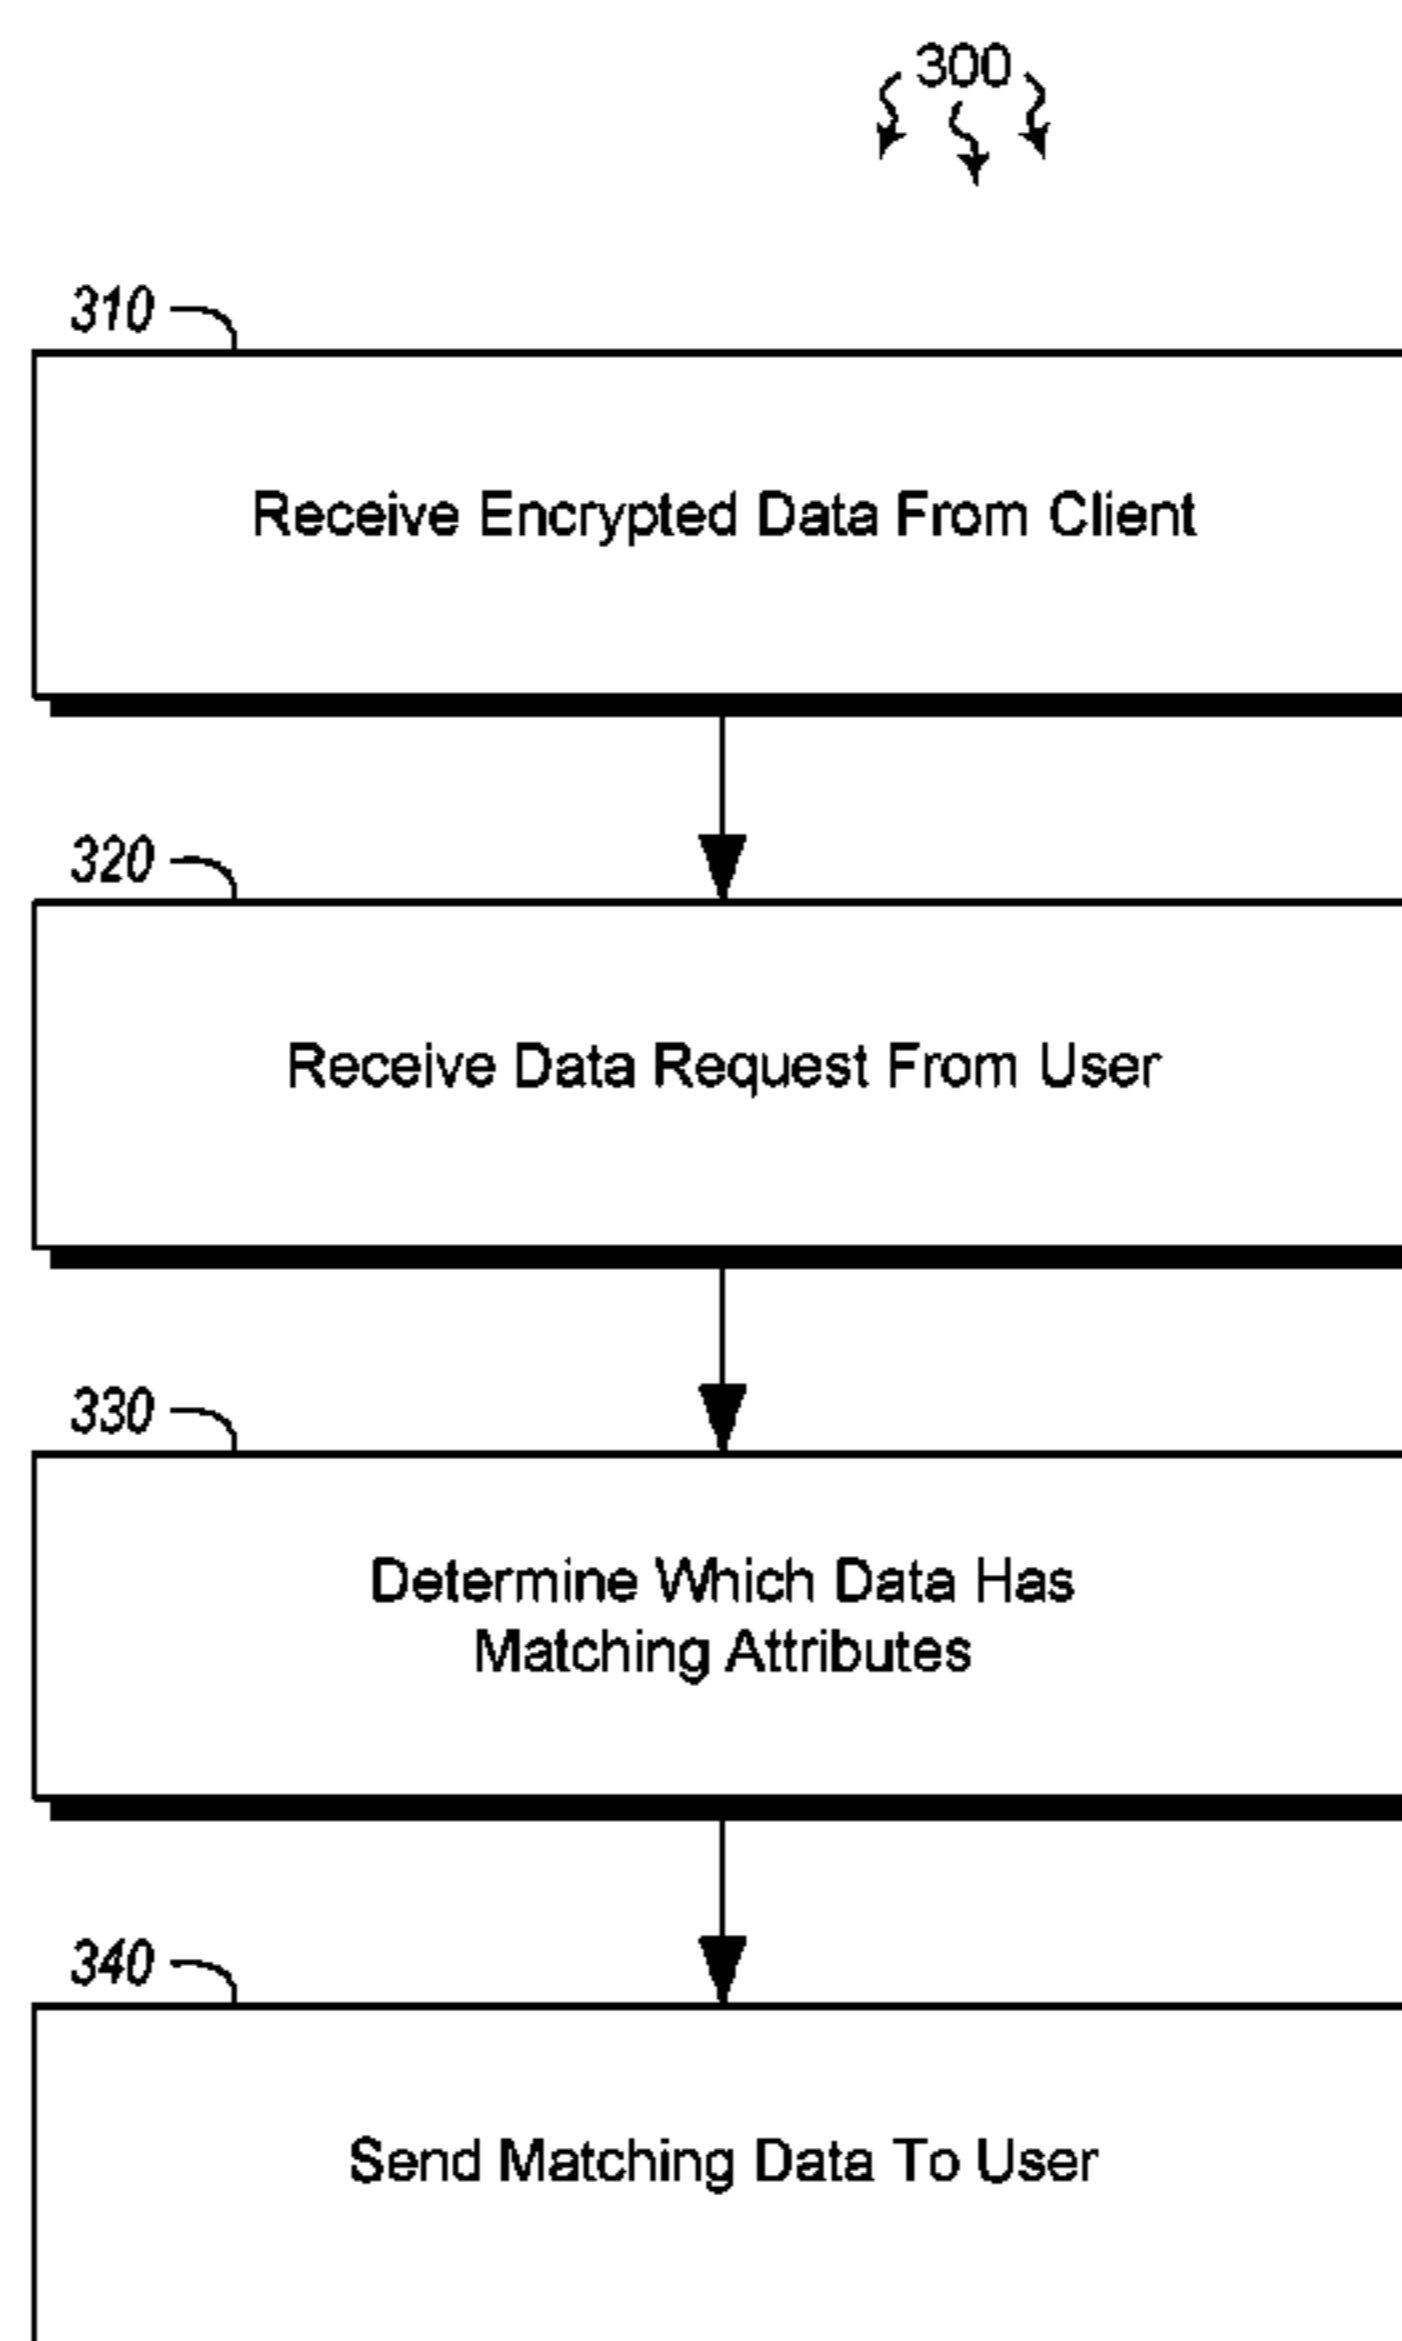 300
310
Receive Encrypted Data From Client
320
Receive Data Request From User
330
Determine Which Data Has
Matching Attributes
340
Send Matching Data To User